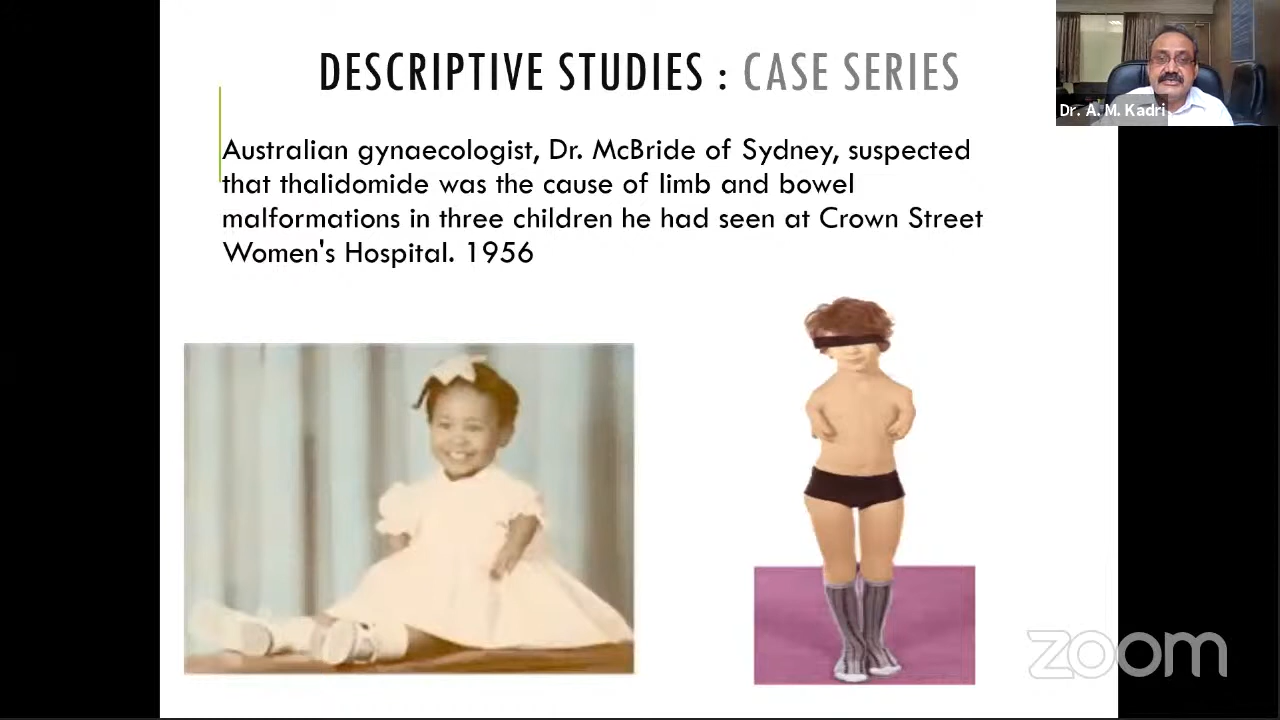 DESCRIPTIVE STUDIES : CASE SERIES
Australian gynaecologist, Dr. McBride of Sydney, suspected
that thalidomide was the cause of limb and bowel
malformations in three children he had seen at Crown Street
Women's Hospital. 1956
Dr. A. M. Kadri
zoom